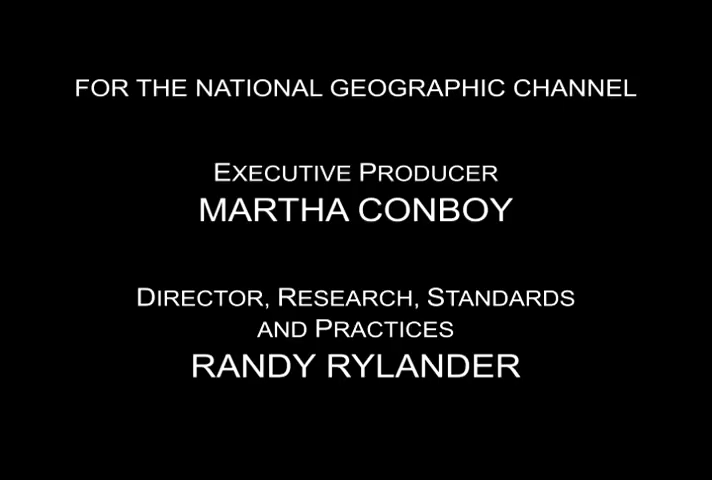 FOR THE NATIONAL GEOGRAPHIC CHANNEL
EXECUTIVE PRODUCER
MARTHA CONBOY
DIRECTOR, RESEARCH, STANDARDS
AND PRACTICES
RANDY RYLANDER